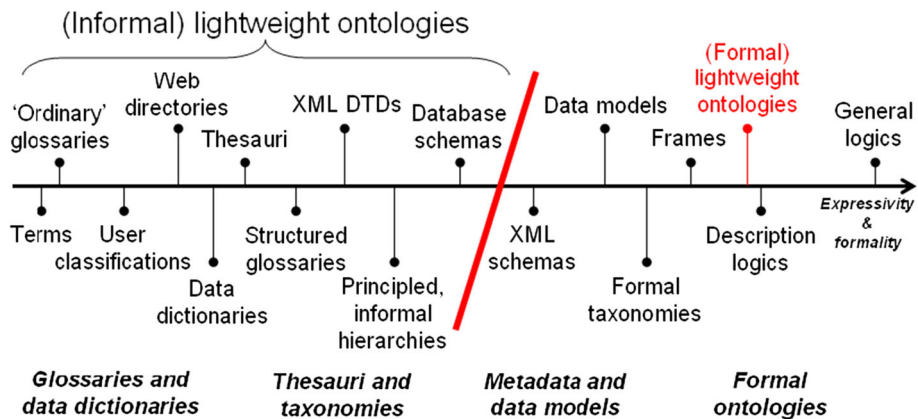 (Informal) lightweight ontologies
(Formal)
lightweight
ontologies
Web
directories
XML DTDs
Data models
General
logics
'Ordinary'
glossaries
Thesauri
Database
schemas
Frames
Expressivity
&
formality
Terms
User
classifications
Structured
glossaries
XML
schemas
Description
logics
Data
dictionaries
Principled,
informal
hierarchies
Formal
taxonomies
Glossaries and
data dictionaries
Thesauri and
taxonomies
Metadata and
data models
Formal
ontologies